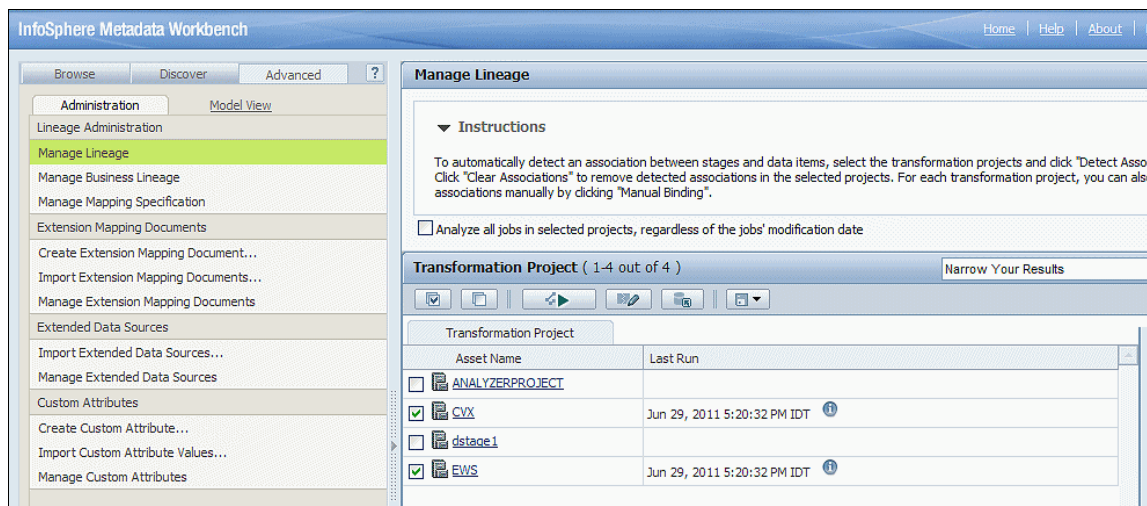 InfoSphere Metadata Workbench
Home | Help | About |
Browse Discover Advanced ?
Administration Model View
Lineage Administration
Manage Lineage
Manage Business Lineage
Manage Mapping Specification
Extension Mapping Documents
Create Extension Mapping Document...
Import Extension Mapping Documents...
Manage Extension Mapping Documents
Extended Data Sources
Import Extended Data Sources...
Manage Extended Data Sources
Custom Attributes
Create Custom Attribute...
Import Custom Attribute Values...
Manage Custom Attributes
Manage Lineage
Instructions
To automatically detect an association between stages and data items, select the transformation projects and click "Detect Asso
Click "Clear Associations" to remove detected associations in the selected projects. For each transformation project, you can also
associations manually by clicking "Manual Binding".
Analyze all jobs in selected projects, regardless of the jobs' modification date
Transformation Project ( 1-4 out of 4 ) Narrow Your Results
Transformation Project
Asset Name Last Run
ANALYZERPROJECT
CVX Jun 29, 2011 5:20:32 PM IDT
dstage1
EWS Jun 29, 2011 5:20:32 PM IDT